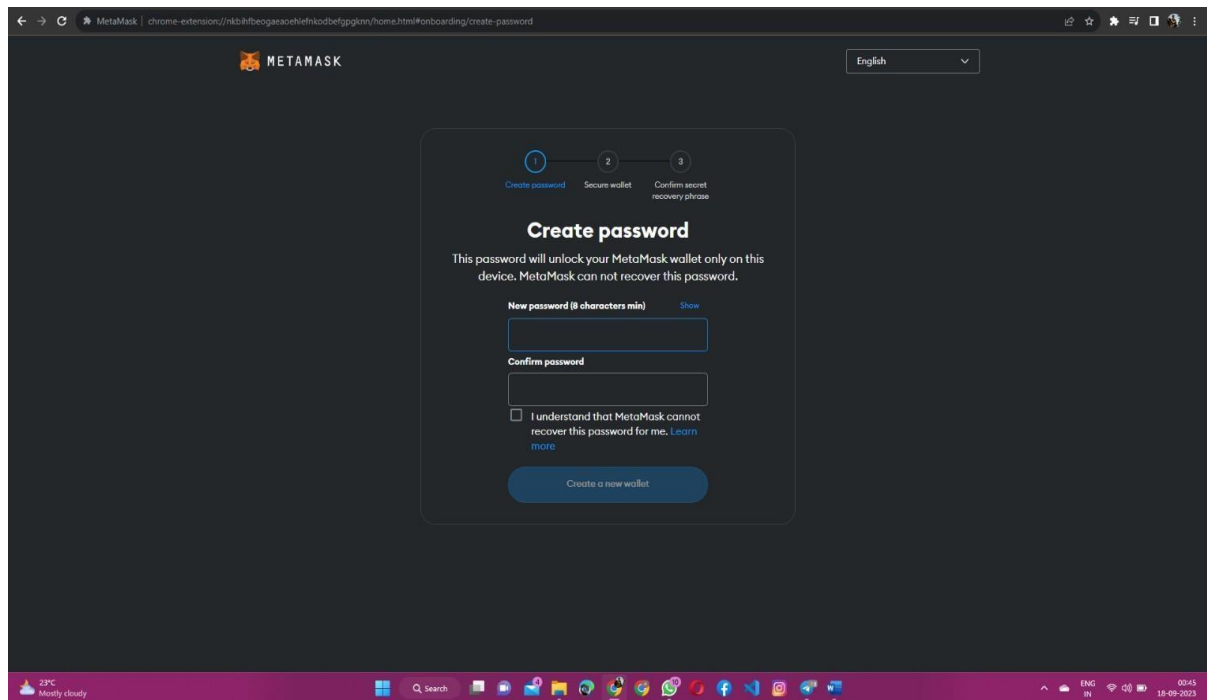 MetaMask | chrome-extension://nkbihfbeogaeaoehlefnkodbefgpgknn/home.html#onboarding/create-password
METAMASK
English
1
2
3
Create password
Secure wallet
Confirm secret
recovery phrase
Create password
This password will unlock your MetaMask wallet only on this
device. MetaMask can not recover this password.
New password (8 characters min)
Show
Confirm password
I understand that MetaMask cannot
recover this password for me. Learn
more
Create a new wallet
23°C
Mostly cloudy
Search
4
10
ENG
IN
00:45
18-09-2023